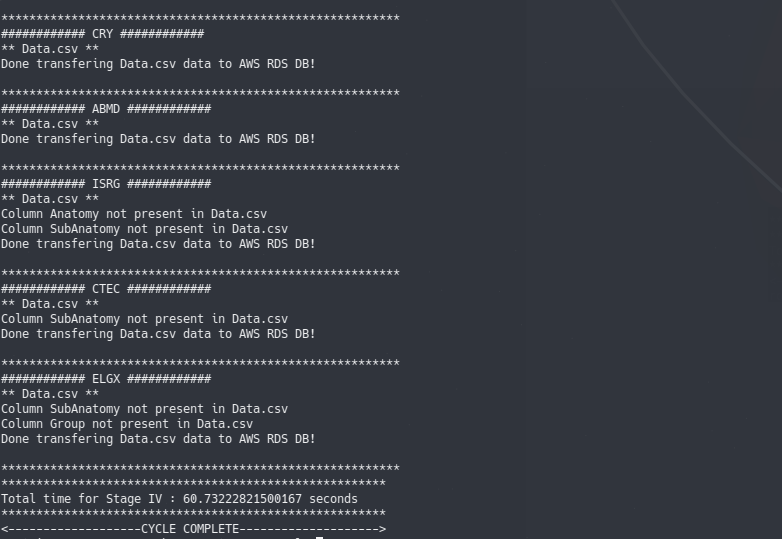 *********************************************************
############ CRY ############
** Data.csv **
Done transfering Data.csv data to AWS RDS DB!
*********************************************************
############ ABMD ############
** Data.csv **
Done transfering Data.csv data to AWS RDS DB!
*********************************************************
############ ISRG ############
** Data.csv **
Column Anatomy not present in Data.csv
Column SubAnatomy not present in Data.csv
Done transfering Data.csv data to AWS RDS DB!
*********************************************************
############ CTEC ############
** Data.csv **
Column SubAnatomy not present in Data.csv
Done transfering Data.csv data to AWS RDS DB!
*********************************************************
############ ELGX ############
** Data.csv **
Column SubAnatomy not present in Data.csv
Column Group not present in Data.csv
Done transfering Data.csv data to AWS RDS DB!
*********************************************************
*******************************************************
Total time for Stage IV : 60.73222821500167 seconds
*******************************************************
<-------------------CYCLE COMPLETE-------------------->